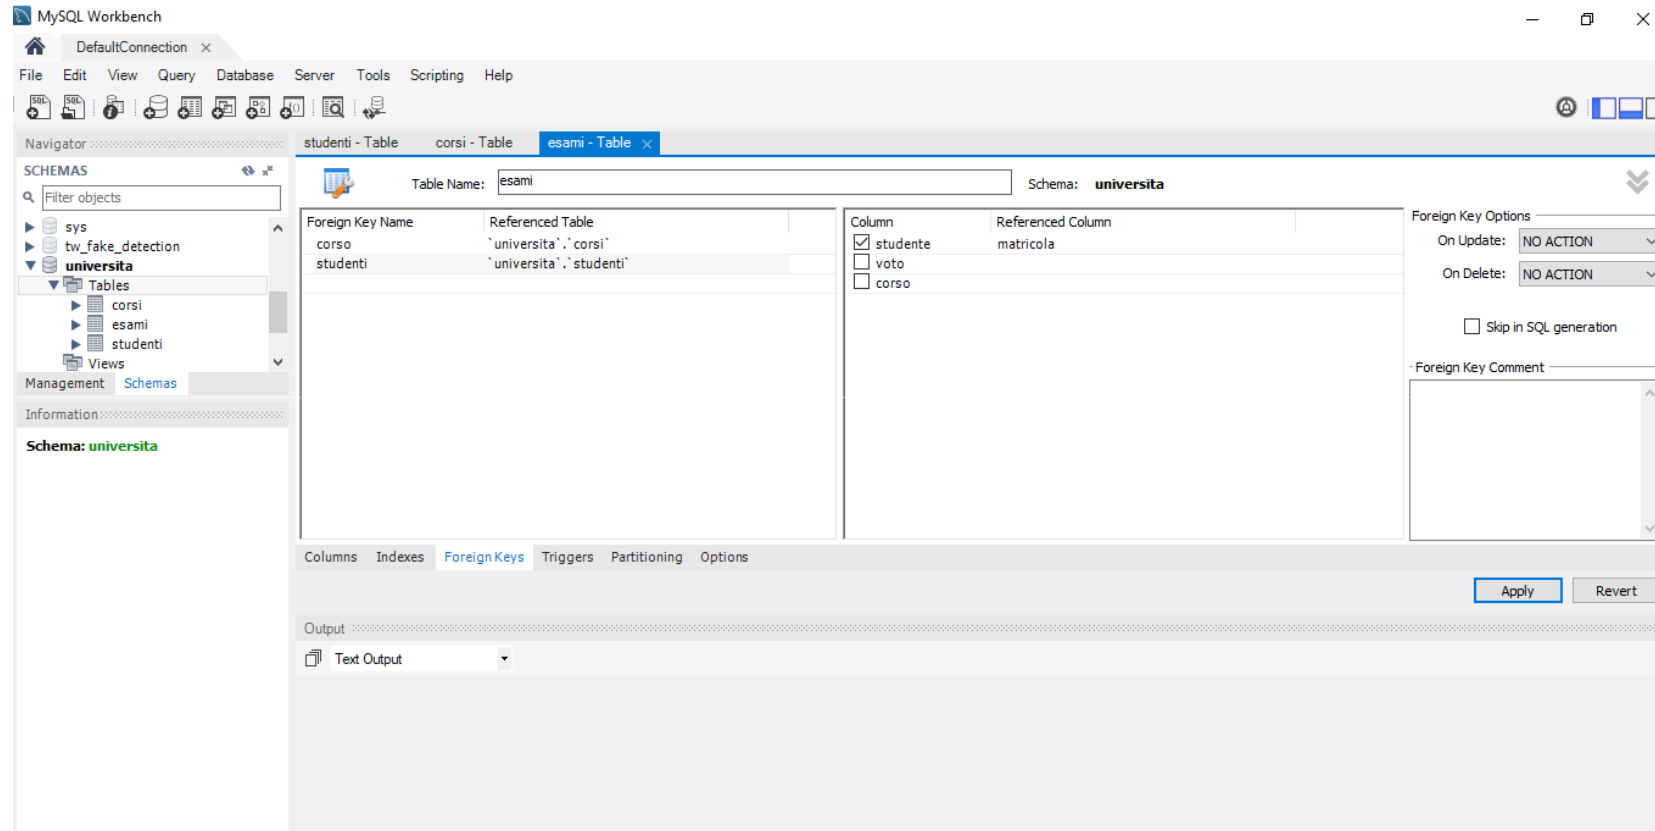 MySQL Workbench
DefaultConnection
File Edit View Query Database Server Tools Scripting Help
Navigator
studenti - Table corsi - Table esami - Table
SCHEMAS
Filter objects
sys
tw_fake_detection
universita
Tables
corsi
esami
studenti
Views
Management Schemas
Information
Schema: universita
Table Name: esami Schema: universita
Foreign Key Name Referenced Table
corso `universita`.`corsi`
studenti `universita`.`studenti`
Column Referenced Column
studente matricola
voto
corso
Foreign Key Options
On Update: NO ACTION
On Delete: NO ACTION
Skip in SQL generation
Foreign Key Comment
Columns Indexes Foreign Keys Triggers Partitioning Options
Apply Revert
Output
Text Output